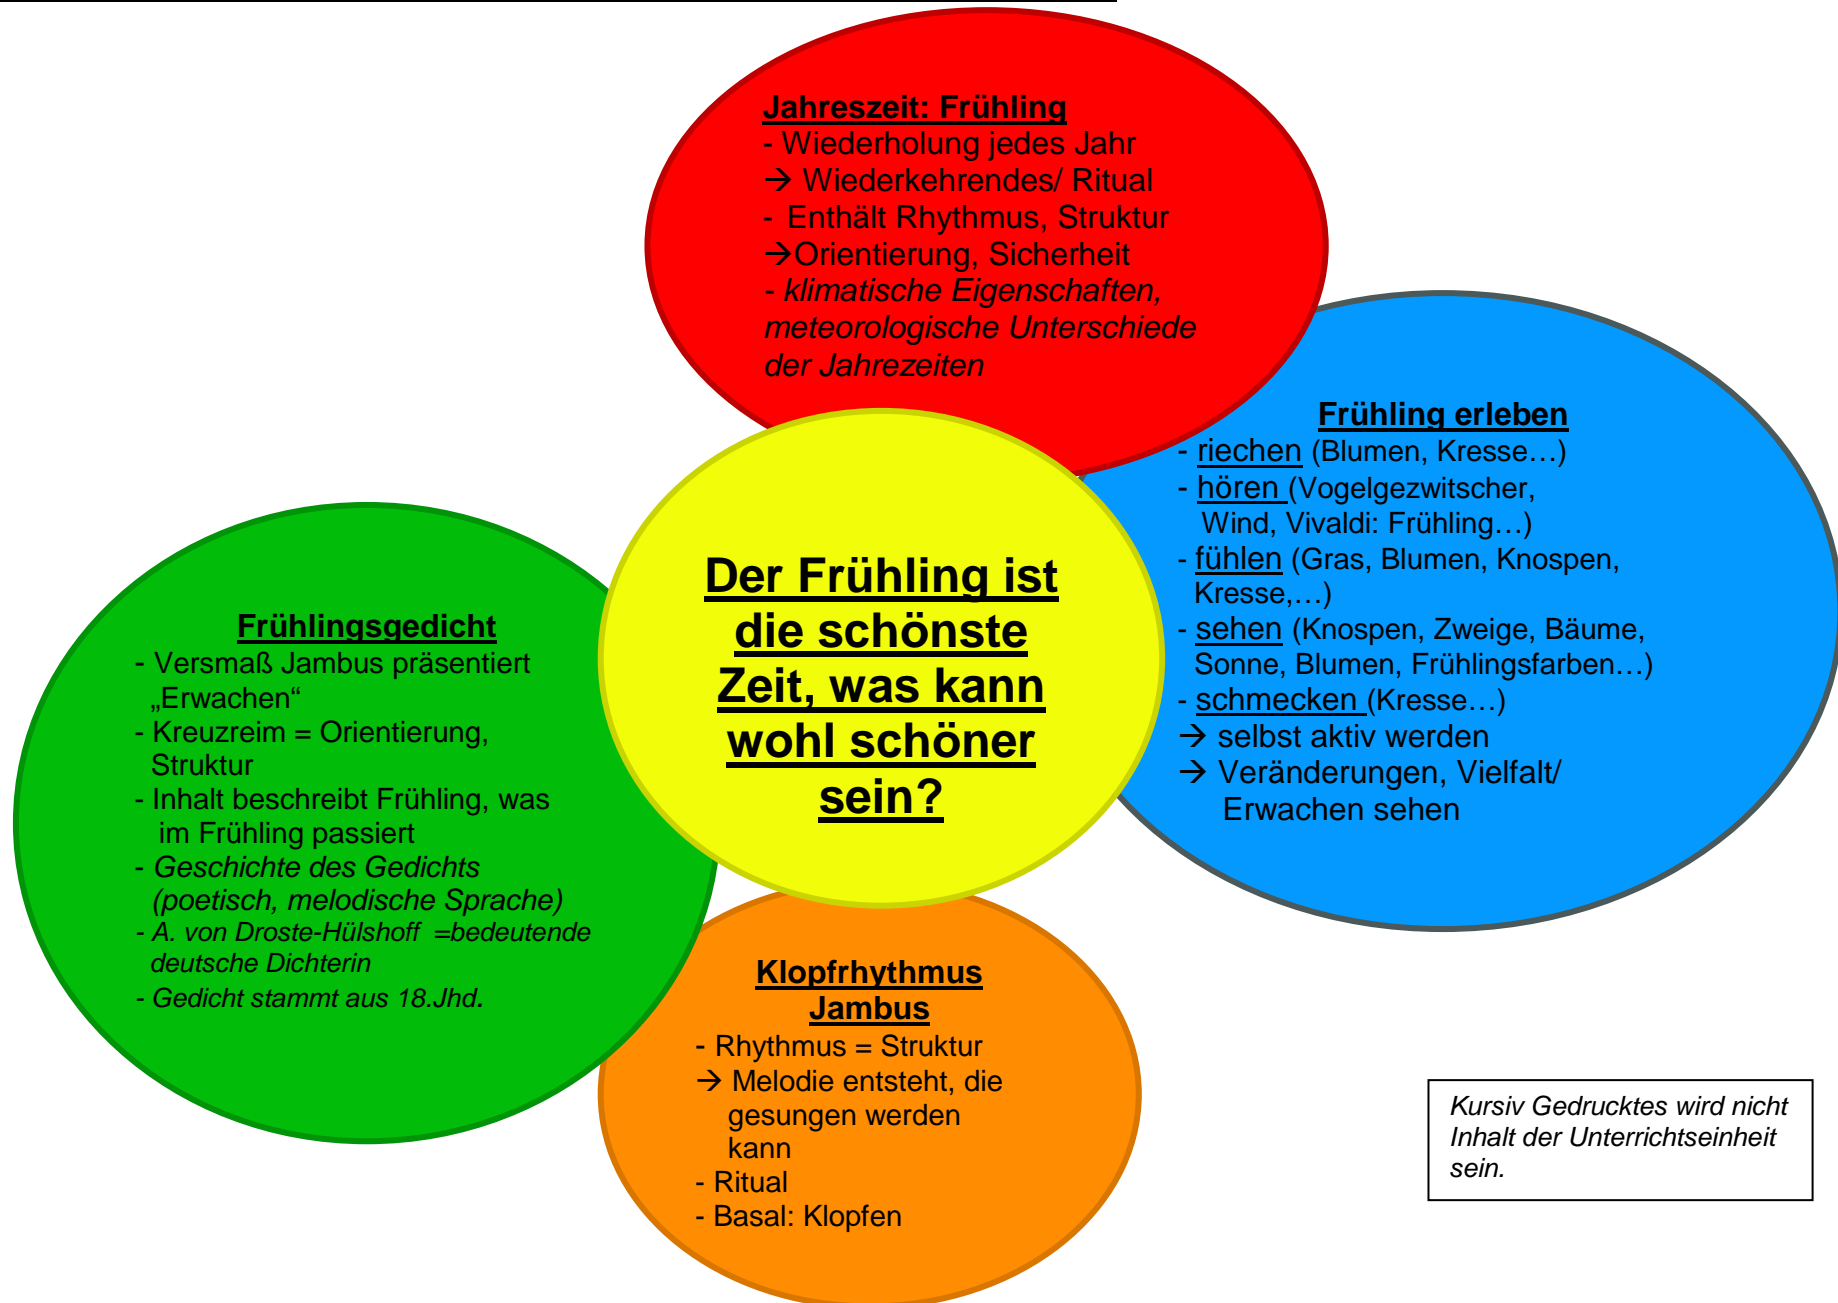 Jahreszeit: Frühling
- Wiederholung jedes Jahr
→ Wiederkehrendes/ Ritual
- Enthält Rhythmus, Struktur
→Orientierung, Sicherheit
- klimatische Eigenschaften,
meteorologische Unterschiede
der Jahrezeiten
Frühling erleben
- riechen (Blumen, Kresse…)
- hören (Vogelgezwitscher,
Wind, Vivaldi: Frühling…)
- fühlen (Gras, Blumen, Knospen,
Kresse,…)
- sehen (Knospen, Zweige, Bäume,
Sonne, Blumen, Frühlingsfarben…)
- schmecken (Kresse…)
→ selbst aktiv werden
→ Veränderungen, Vielfalt/
Erwachen sehen
Der Frühling ist
die schönste
Zeit, was kann
wohl schöner
sein?
Frühlingsgedicht
- Versmaß Jambus präsentiert
„Erwachen“
- Kreuzreim = Orientierung,
Struktur
- Inhalt beschreibt Frühling, was
im Frühling passiert
- Geschichte des Gedichts
(poetisch, melodische Sprache)
- A. von Droste-Hülshoff =bedeutende
deutsche Dichterin
- Gedicht stammt aus 18.Jhd.
Klopfrhythmus
Jambus
- Rhythmus = Struktur
→ Melodie entsteht, die
gesungen werden
kann
- Ritual
- Basal: Klopfen
Kursiv Gedrucktes wird nicht
Inhalt der Unterrichtseinheit
sein.